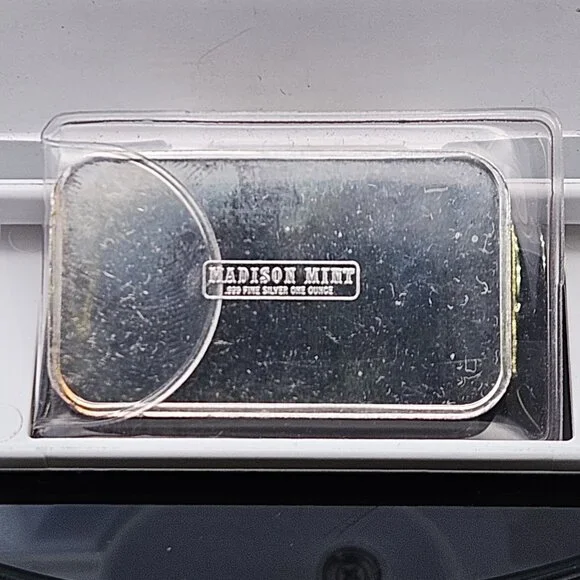 MADISON MINT
.999 FINE SILVER ONE OUNCE